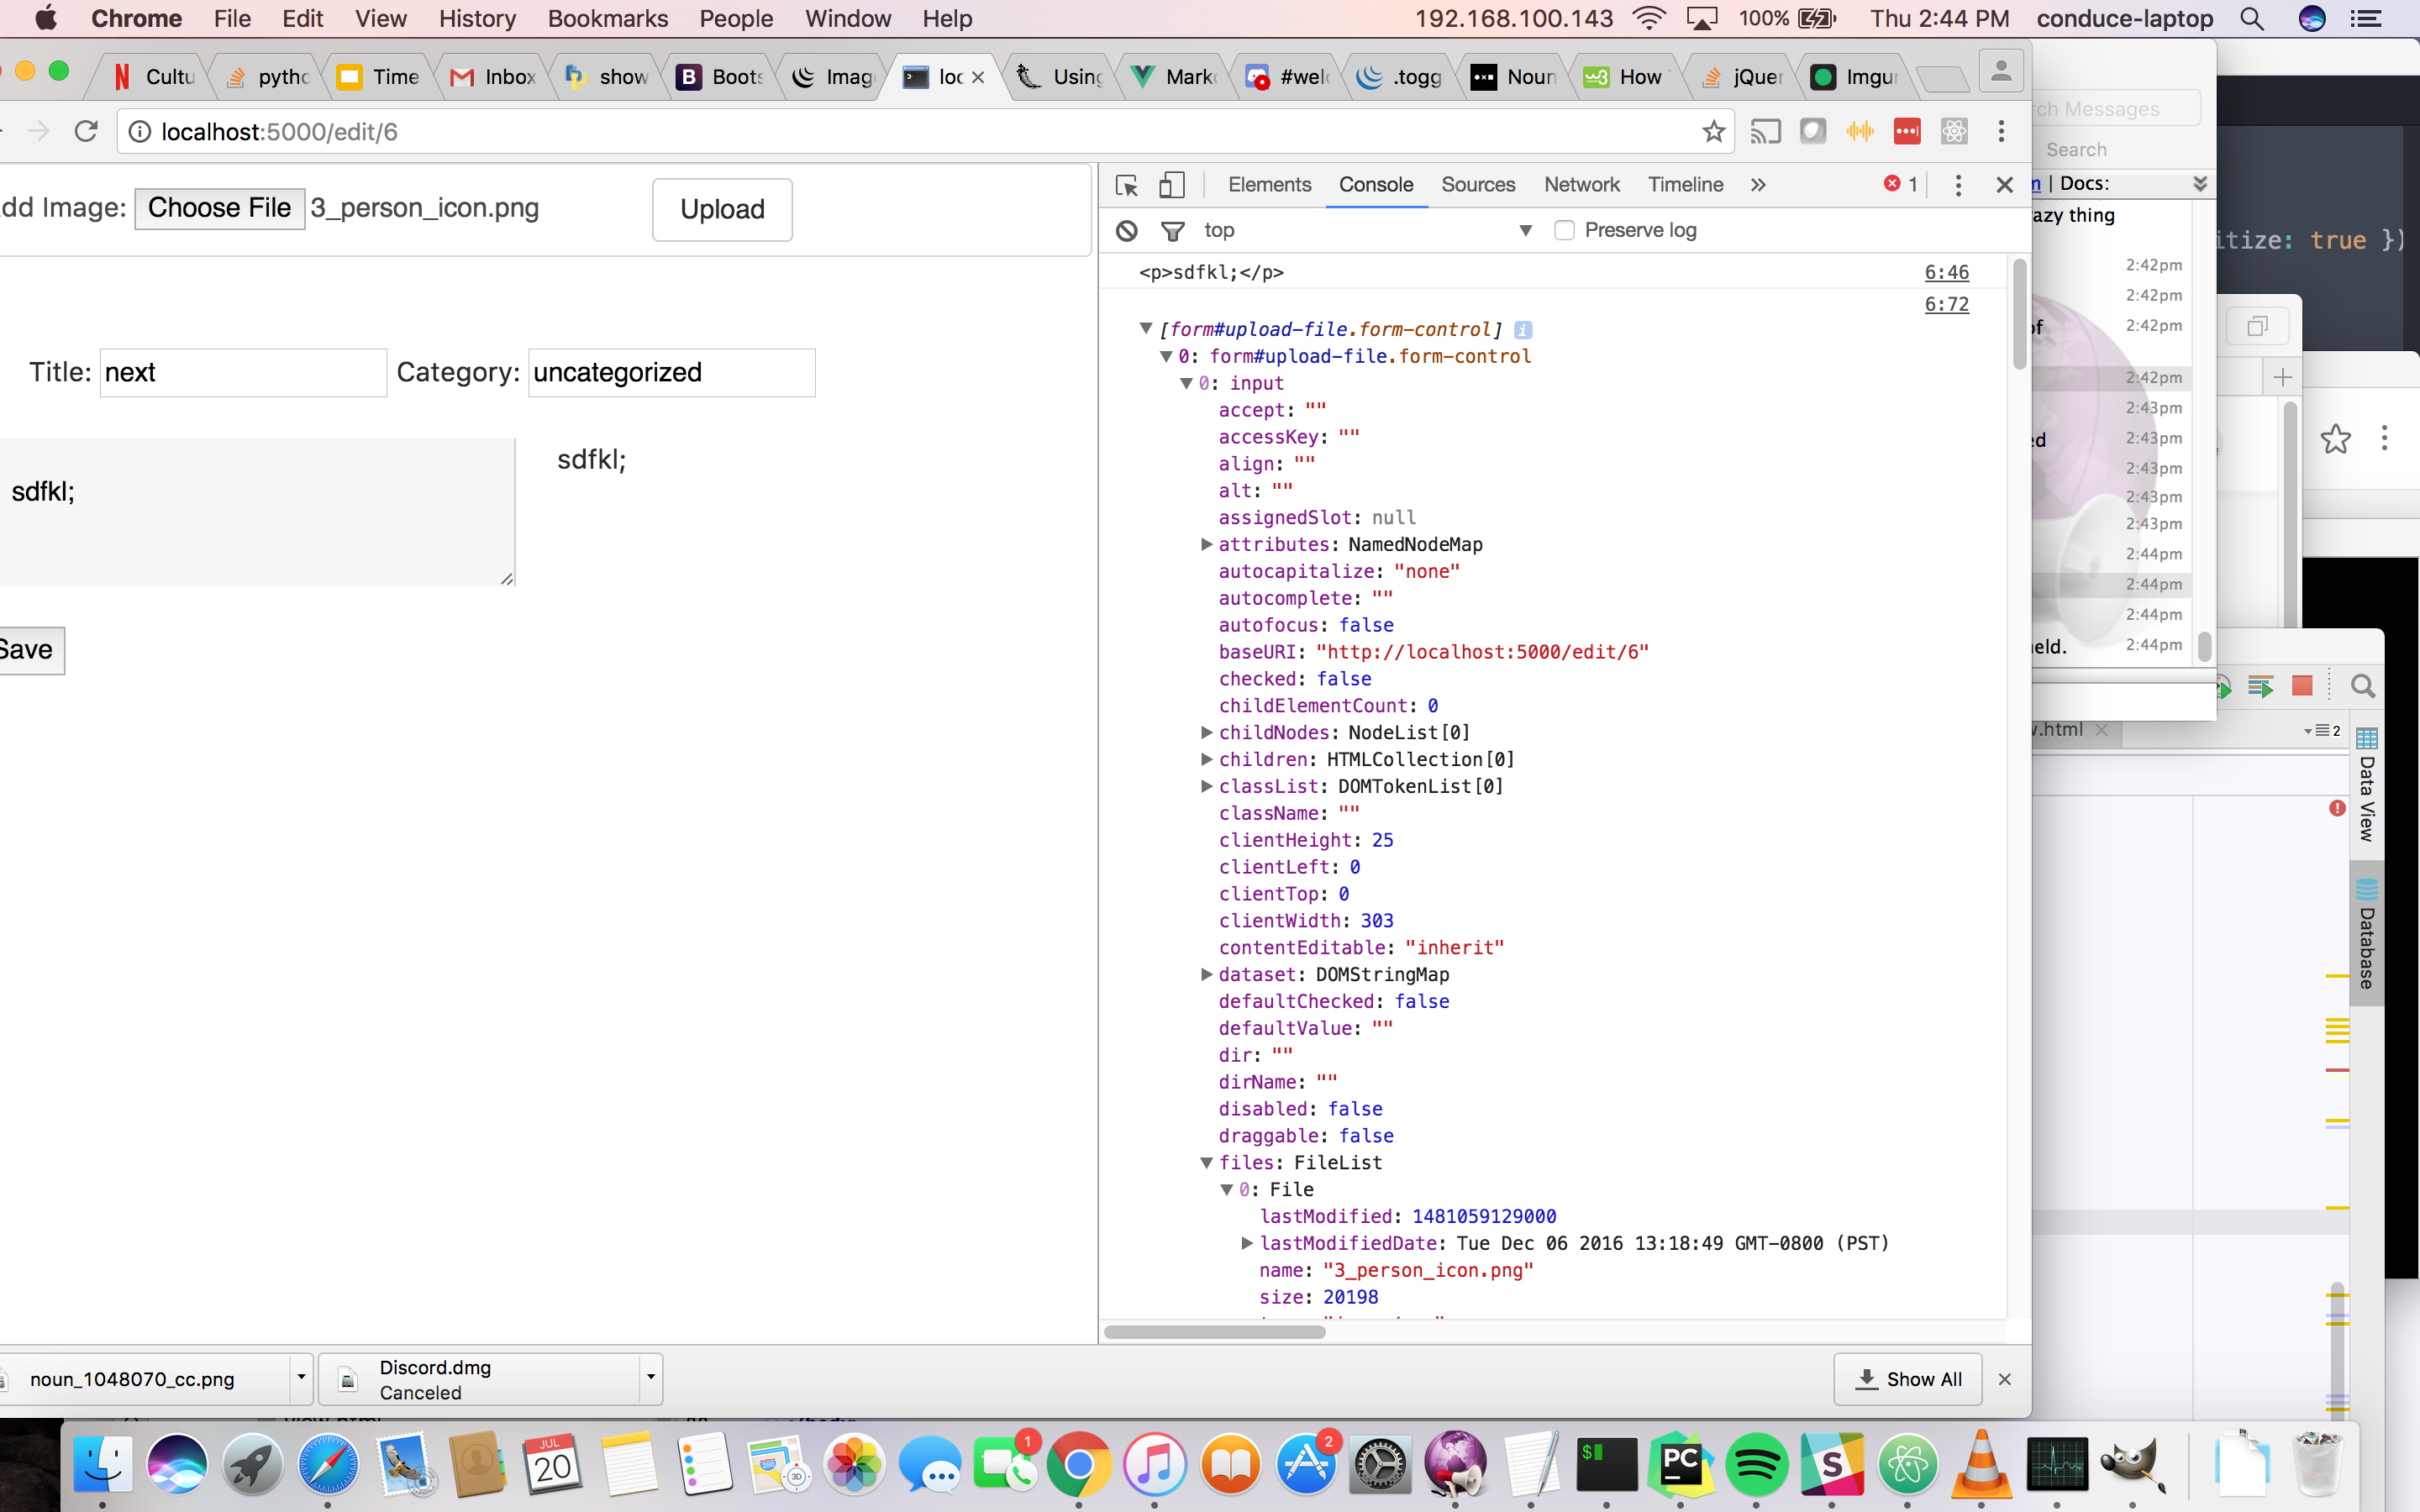 Chrome File Edit View History Bookmarks People Window Help 192.168.100.143 100% Thu 2:44 PM conduce-laptop
Cultu pythc Time Inbox show Boots Imag loc Using Mark #wel .togg Noun How jQuer Imgur
localhost:5000/edit/6
dd Image: Choose File 3_person_icon.png Upload
Title: next Category: uncategorized
sdfkl;
sdfkl;
Save
Elements Console Sources Network Timeline » 1
top Preserve log
<p>sdfkl;</p> 6:46
6:72
[form#upload-file.form-control] i
0: form#upload-file.form-control
0: input
accept: ""
accessKey: ""
align: ""
alt: ""
assignedSlot: null
attributes: NamedNodeMap
autocapitalize: "none"
autocomplete: ""
autofocus: false
baseURI: "http://localhost:5000/edit/6"
checked: false
childElementCount: 0
childNodes: NodeList[0]
children: HTMLCollection[0]
classList: DOMTokenList[0]
className: ""
clientHeight: 25
clientLeft: 0
clientTop: 0
clientWidth: 303
contentEditable: "inherit"
dataset: DOMStringMap
defaultChecked: false
defaultValue: ""
dir: ""
dirName: ""
disabled: false
draggable: false
files: FileList
0: File
lastModified: 1481059129000
lastModifiedDate: Tue Dec 06 2016 13:18:49 GMT-0800 (PST)
name: "3_person_icon.png"
size: 20198
rch Messages
Search
| Docs:
azy thing
itize: true })
2:42pm
2:42pm
of 2:42pm
2:42pm
2:43pm
ed 2:43pm
2:43pm
2:43pm
2:43pm
2:44pm
2:44pm
2:44pm
eld. 2:44pm
.html 2
Data View
Database
noun_1048070_cc.png
Discord.dmg
Canceled
Show All
JUL
20
1
2
280
3D
$
PC
S